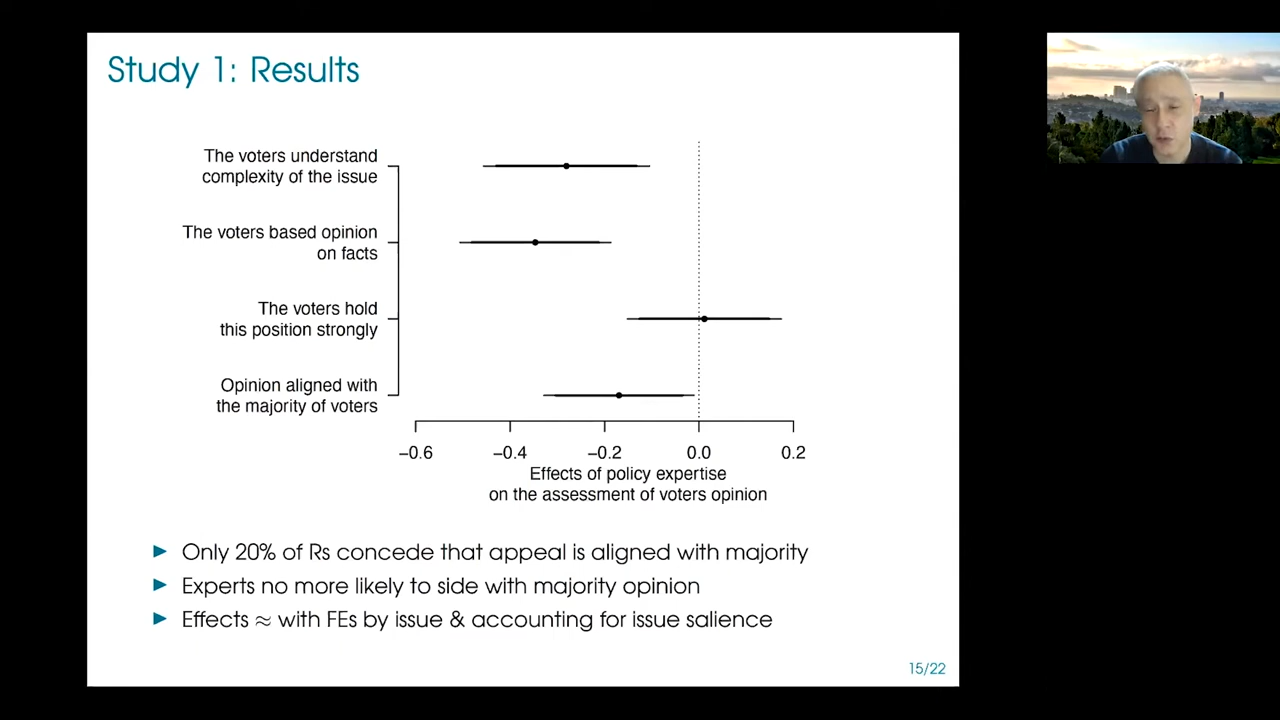 Study 1: Results
The voters understand
complexity of the issue
The voters based opinion
on facts
The voters hold
this position strongly
Opinion aligned with
the majority of voters
−0.6 −0.4 −0.2 0.0 0.2
Effects of policy expertise
on the assessment of voters opinion
Only 20% of Rs concede that appeal is aligned with majority
Experts no more likely to side with majority opinion
Effects ≈ with FEs by issue & accounting for issue salience
15/22